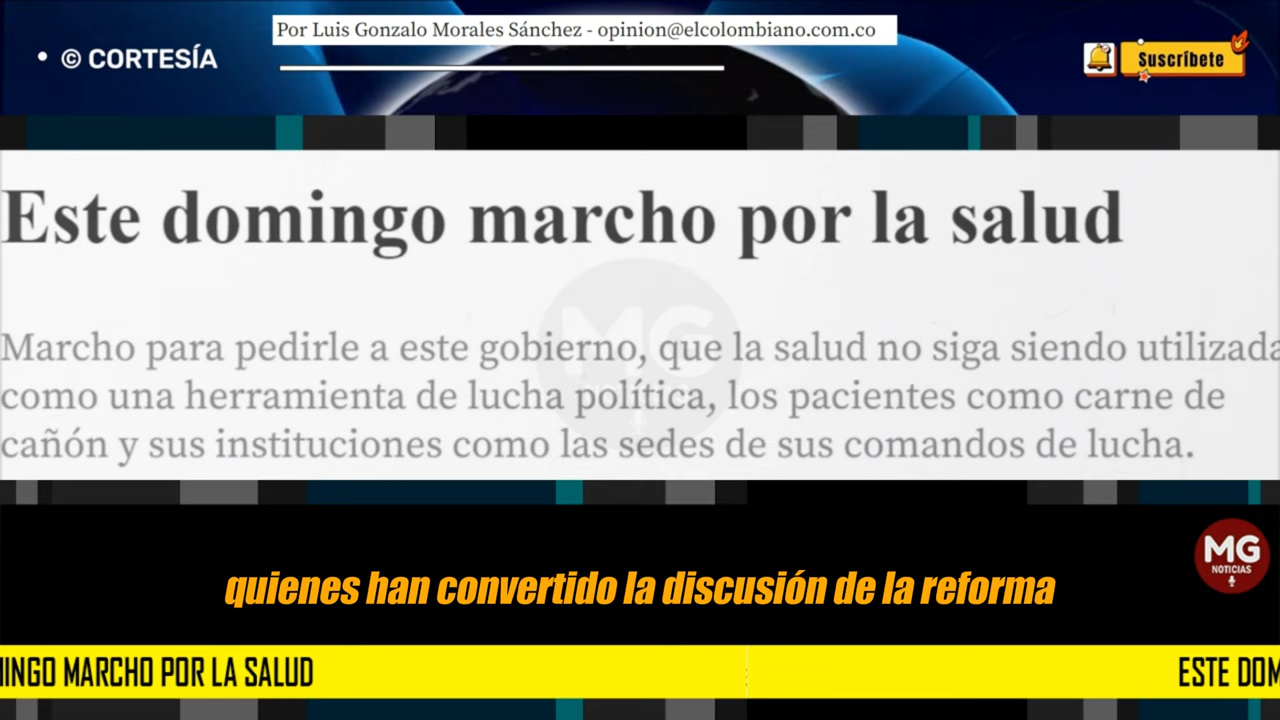 Por Luis Gonzalo Morales Sánchez - opinion@elcolombiano.com.co
• © CORTESÍA
Suscríbete
Este domingo marcho por la salud
Marcho para pedirle a este gobierno, que la salud no siga siendo utilizada
como una herramienta de lucha política, los pacientes como carne de
cañón y sus instituciones como las sedes de sus comandos de lucha.
MG
NOTICIAS
MG
NOTICIAS
quienes han convertido la discusión de la reforma
INGO MARCHO POR LA SALUD
ESTE DOM